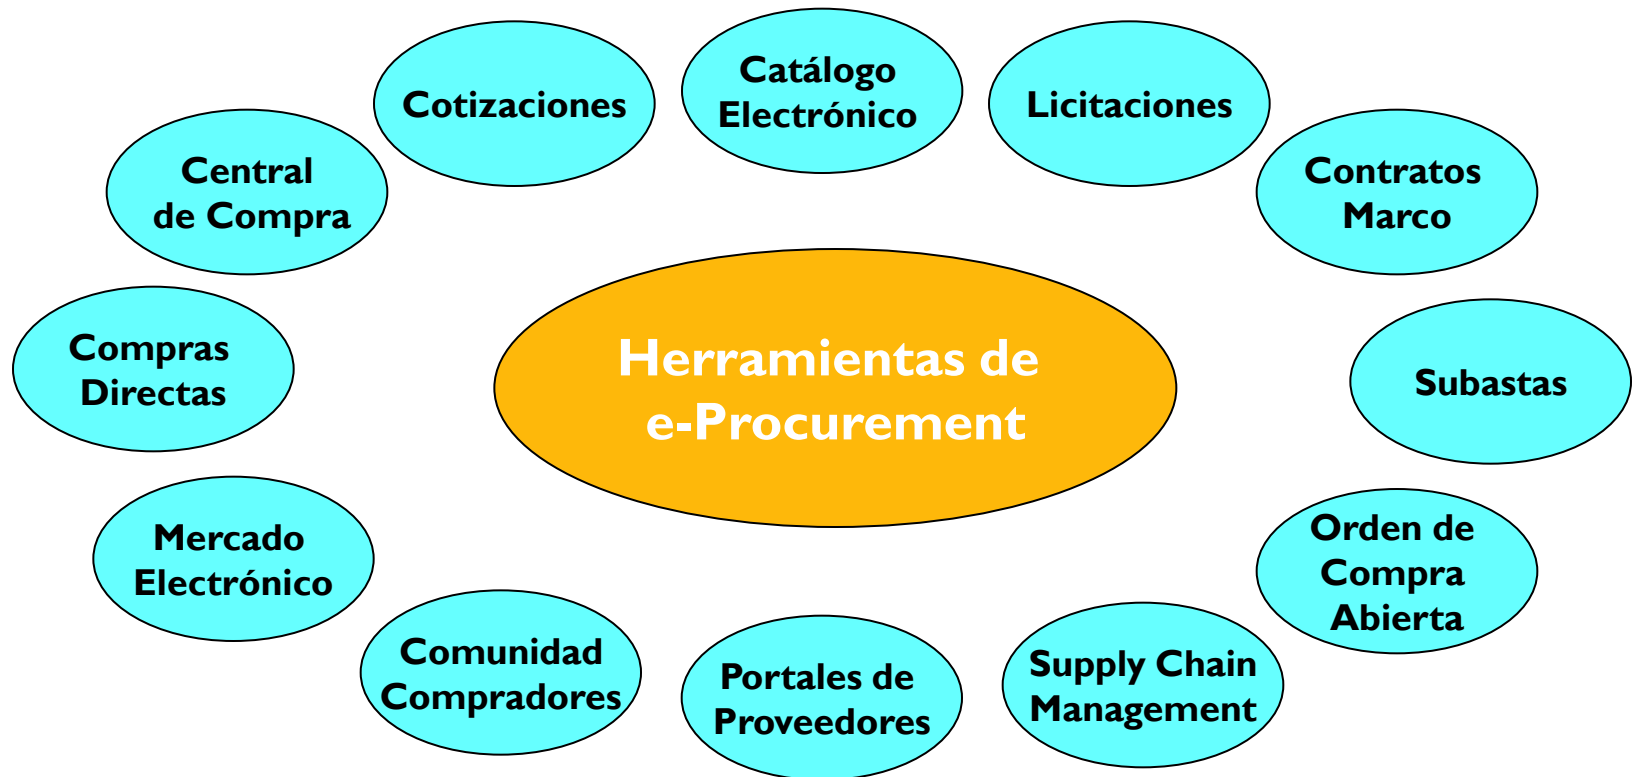 Catálogo
Electrónico
Cotizaciones
Licitaciones
Central
de Compra
Contratos
Marco
Compras
Directas
Herramientas de
e-Procurement
Subastas
Mercado
Electrónico
Orden de
Compra
Abierta
Comunidad
Compradores
Portales de
Proveedores
Supply Chain
Management